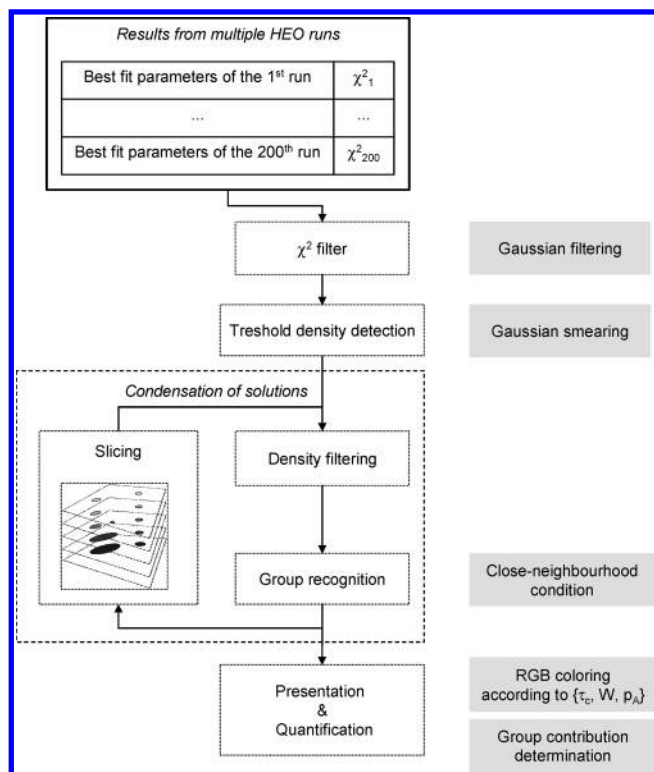 Results from multiple HEO runs
Best fit parameters of the 1st run χ²₁
... ...
Best fit parameters of the 200th run χ²₂₀₀
χ² filter
Gaussian filtering
Treshold density detection
Gaussian smearing
Condensation of solutions
Slicing
Density filtering
Group recognition
Close-neighbourhood
condition
Presentation
&
Quantification
RGB coloring
according to {τc, W, pA}
Group contribution
determination